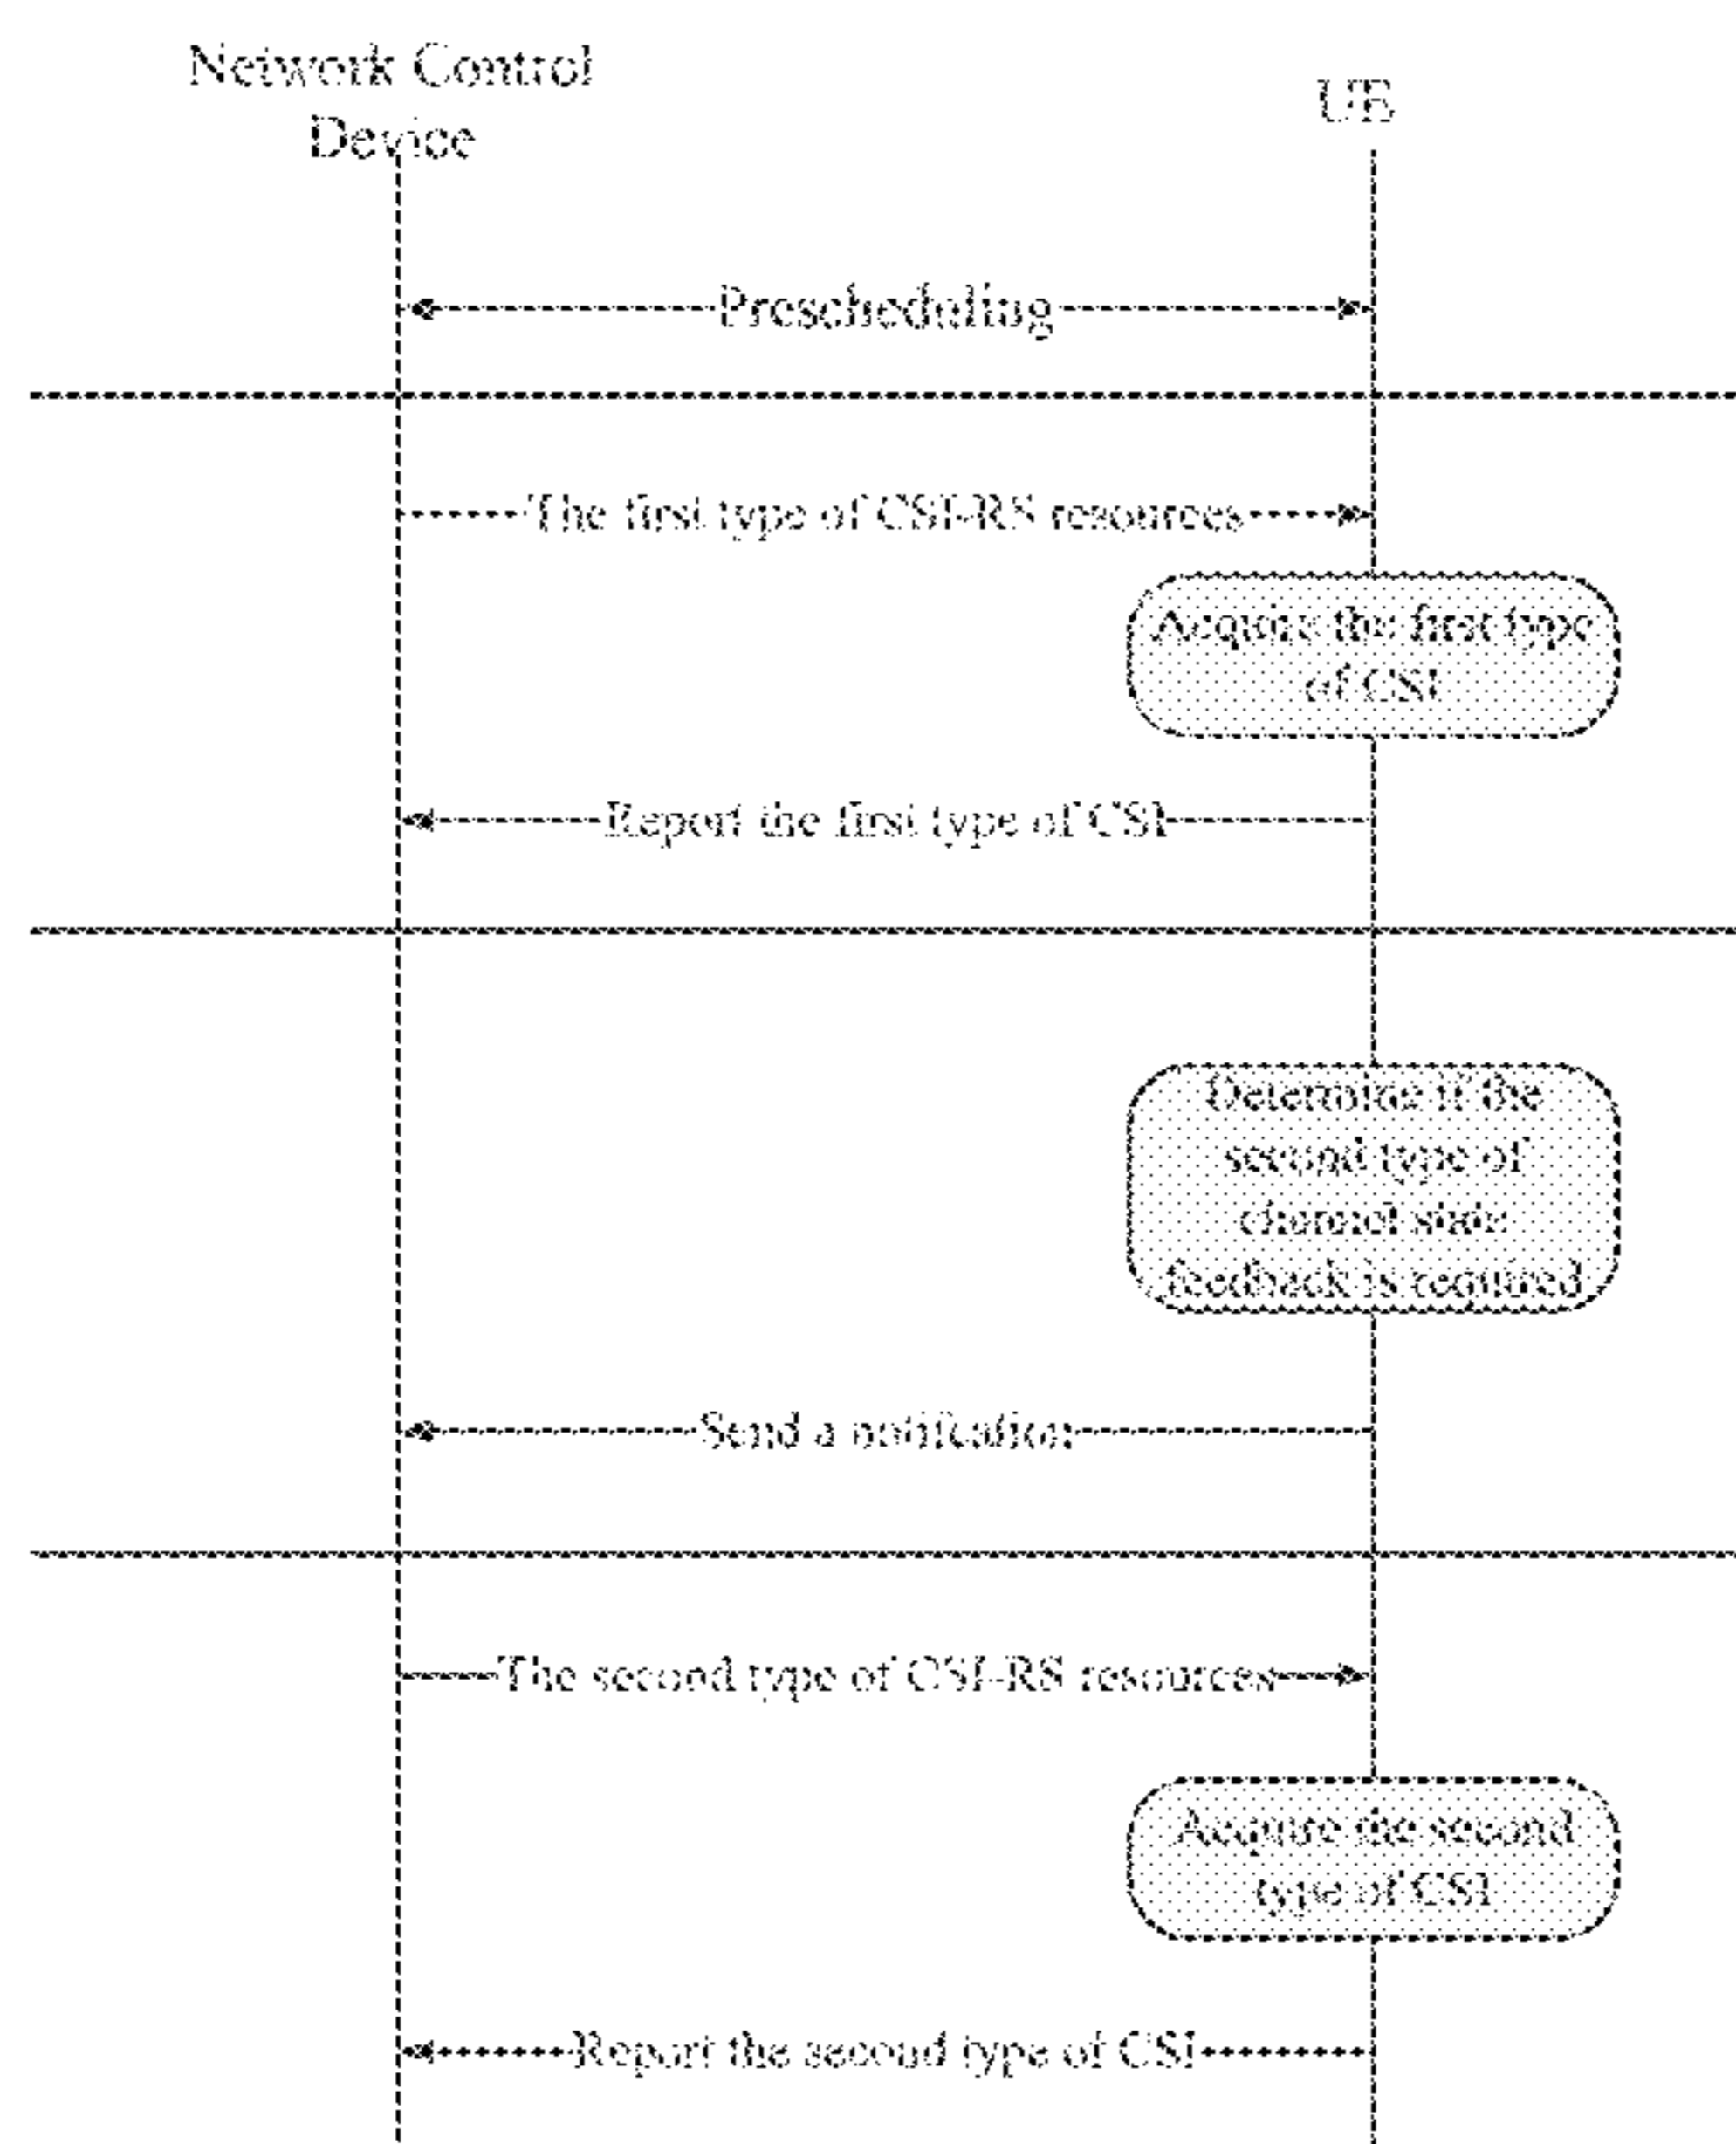 Network Control
Device
UE
Prescheduling
The first type of CSI-RS resources
Acquire the first type
of CSI
Report the first type of CSI
Determine if the
second type of
channel state
feedback is required
Send a notification
The second type of CSI-RS resources
Acquire the second
type of CSI
Report the second type of CSI